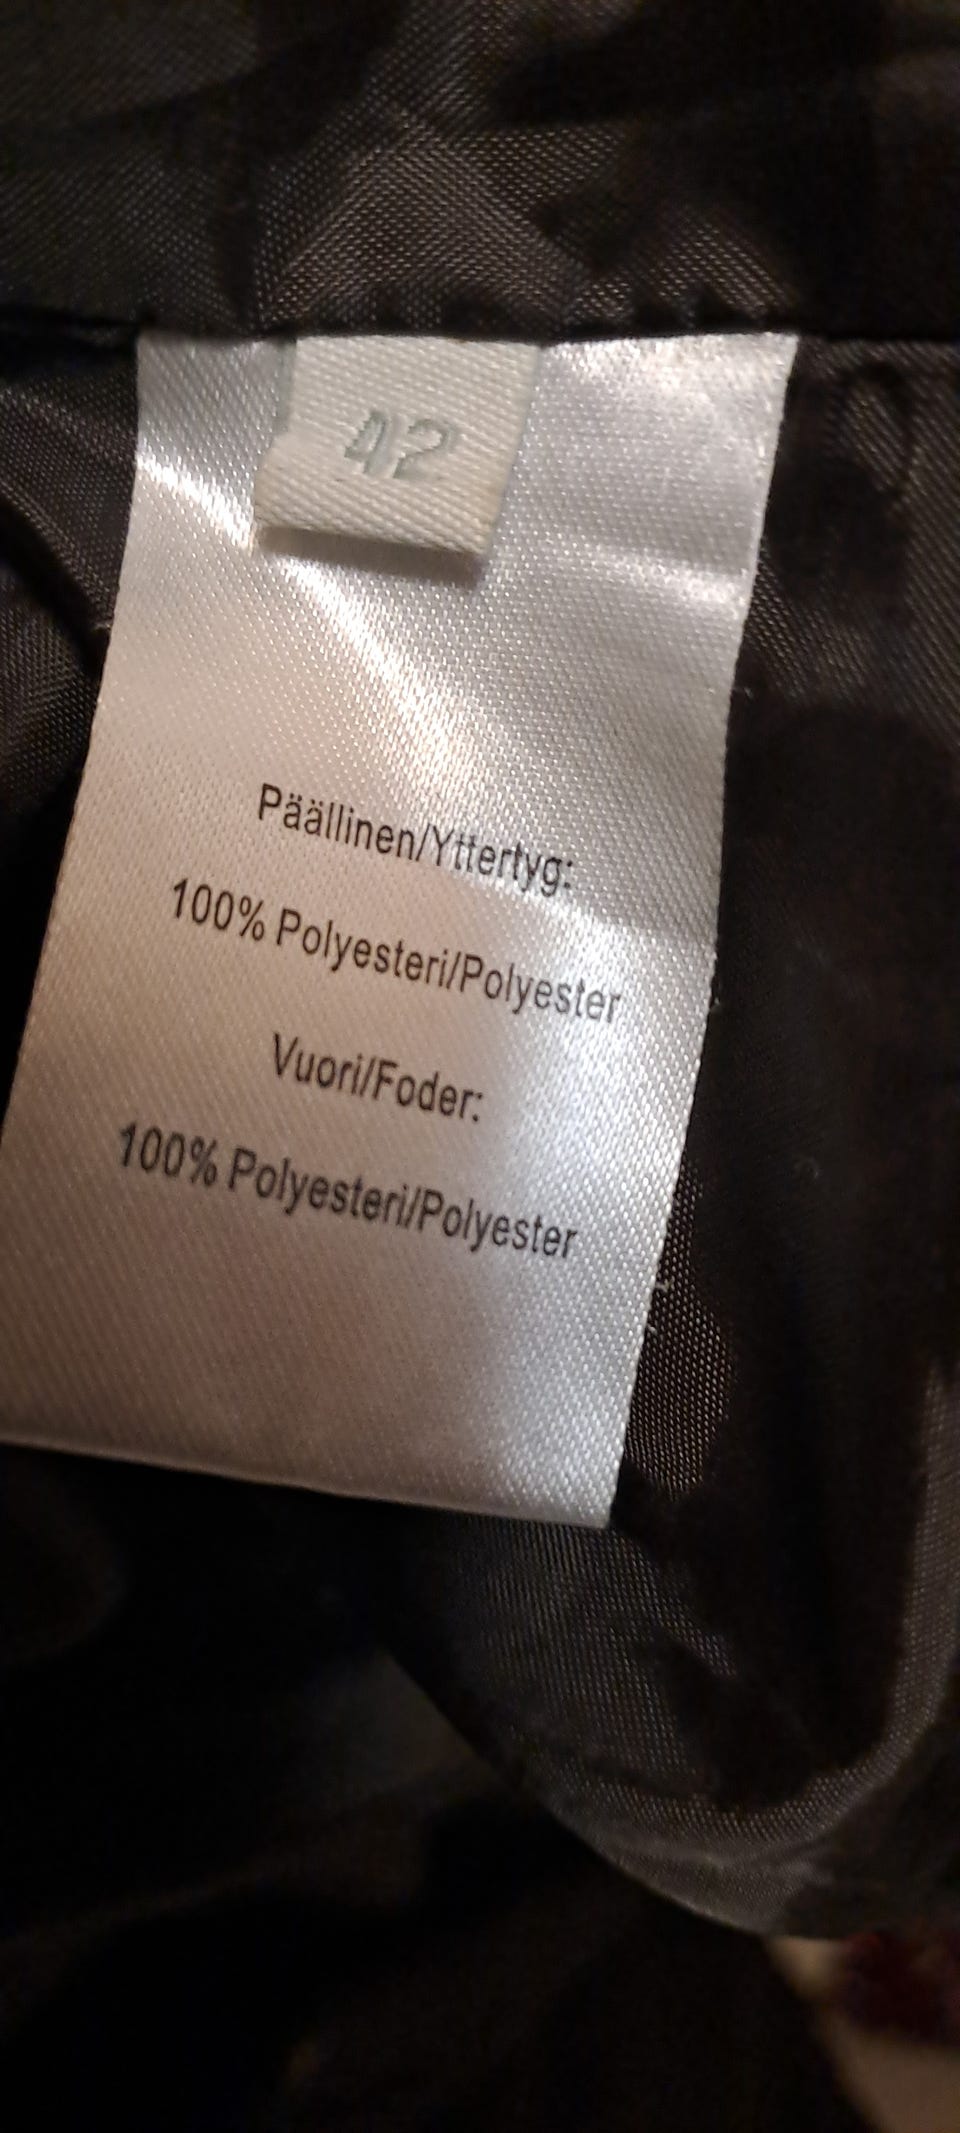 42
Päällinen/Yttertyg:
100% Polyesteri/Polyester
Vuori/Foder:
100% Polyesteri/Polyester